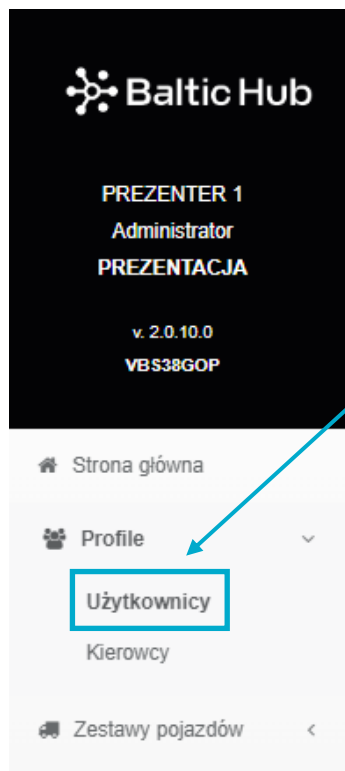 Baltic Hub
PREZENTER 1
Administrator
PREZENTACJA
v. 2.0.10.0
VBS38GOP
Strona główna
Profile
Użytkownicy
Kierowcy
Zestawy pojazdów